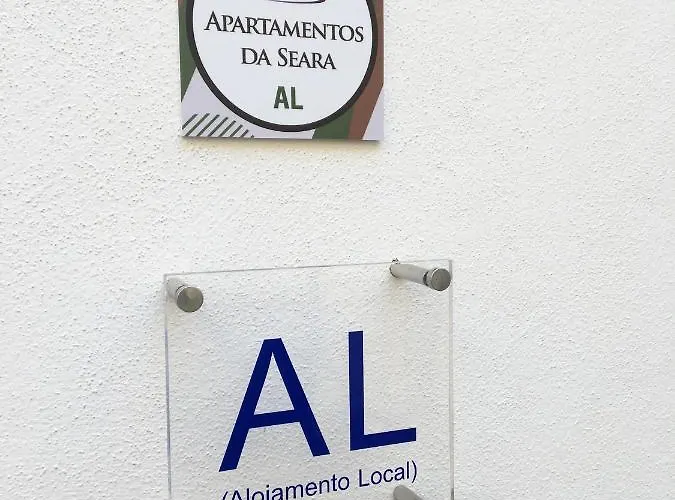 APARTAMENTOS
DA SEARA
AL
AL
(Alojamento Local)